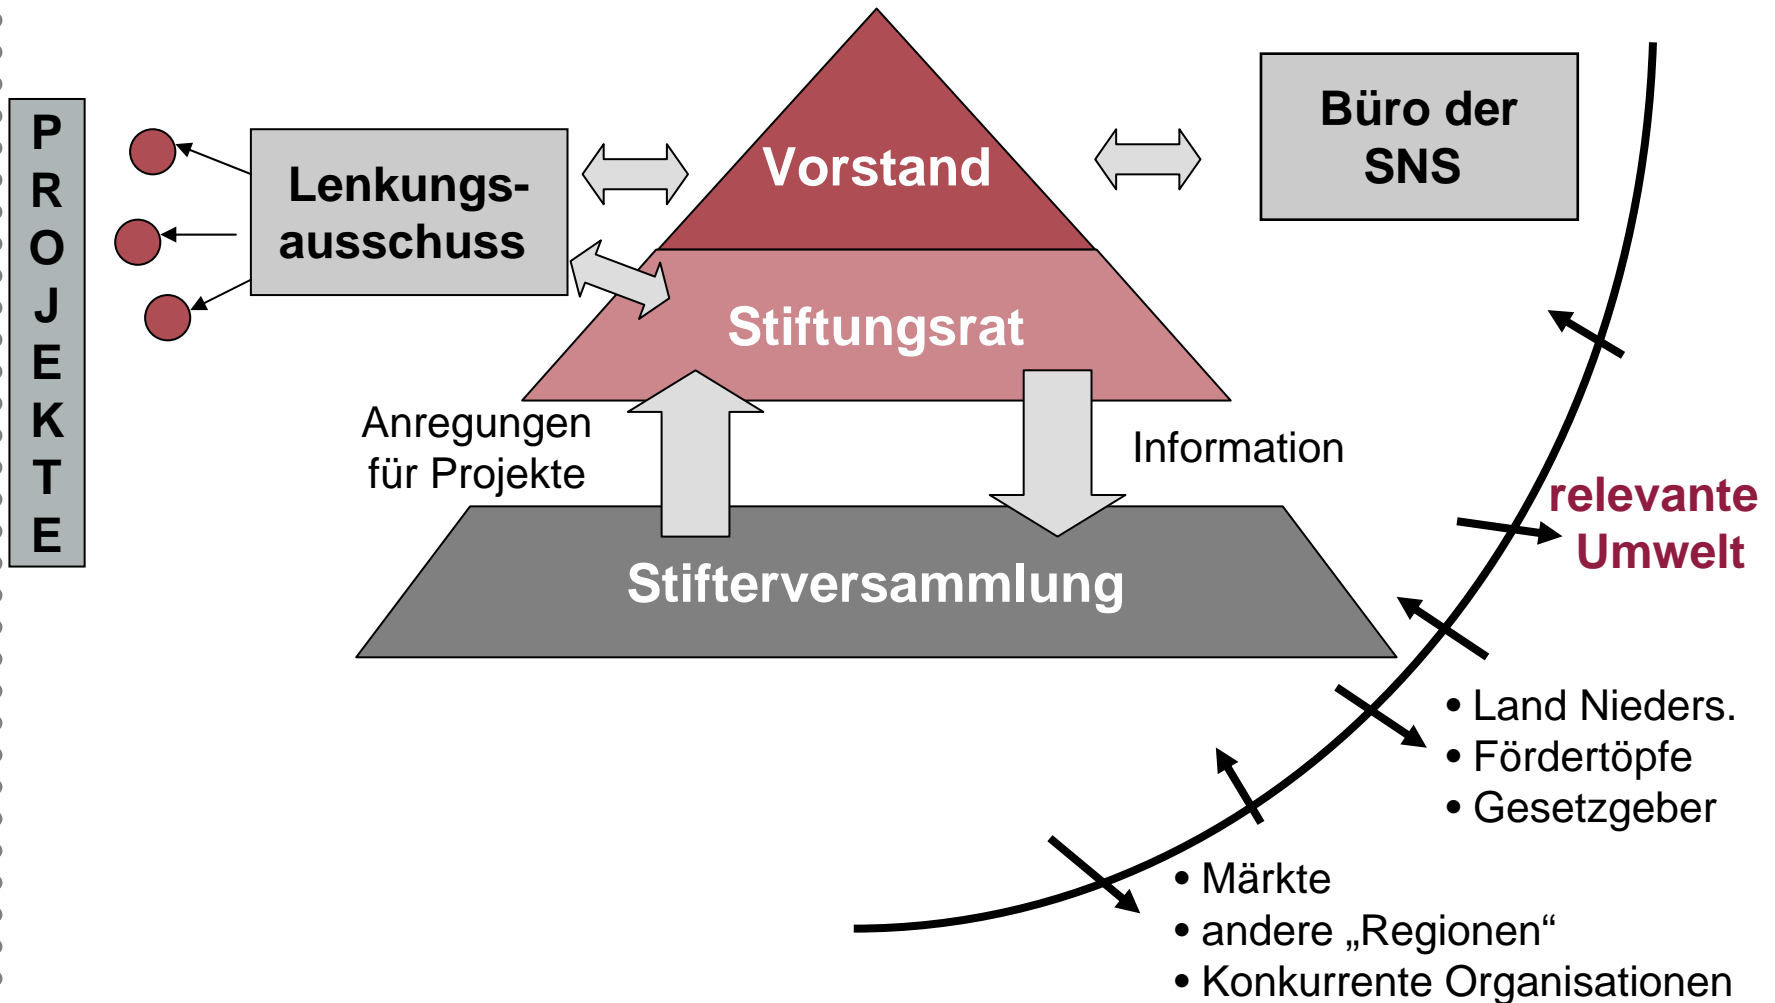 P
R
O
J
E
K
T
E
Lenkungs-
ausschuss
Vorstand
Büro der
SNS
Stiftungsrat
Anregungen
für Projekte
Information
Stifterversammlung
relevante
Umwelt
• Land Nieders.
• Fördertöpfe
• Gesetzgeber
• Märkte
• andere „Regionen“
• Konkurrente Organisationen